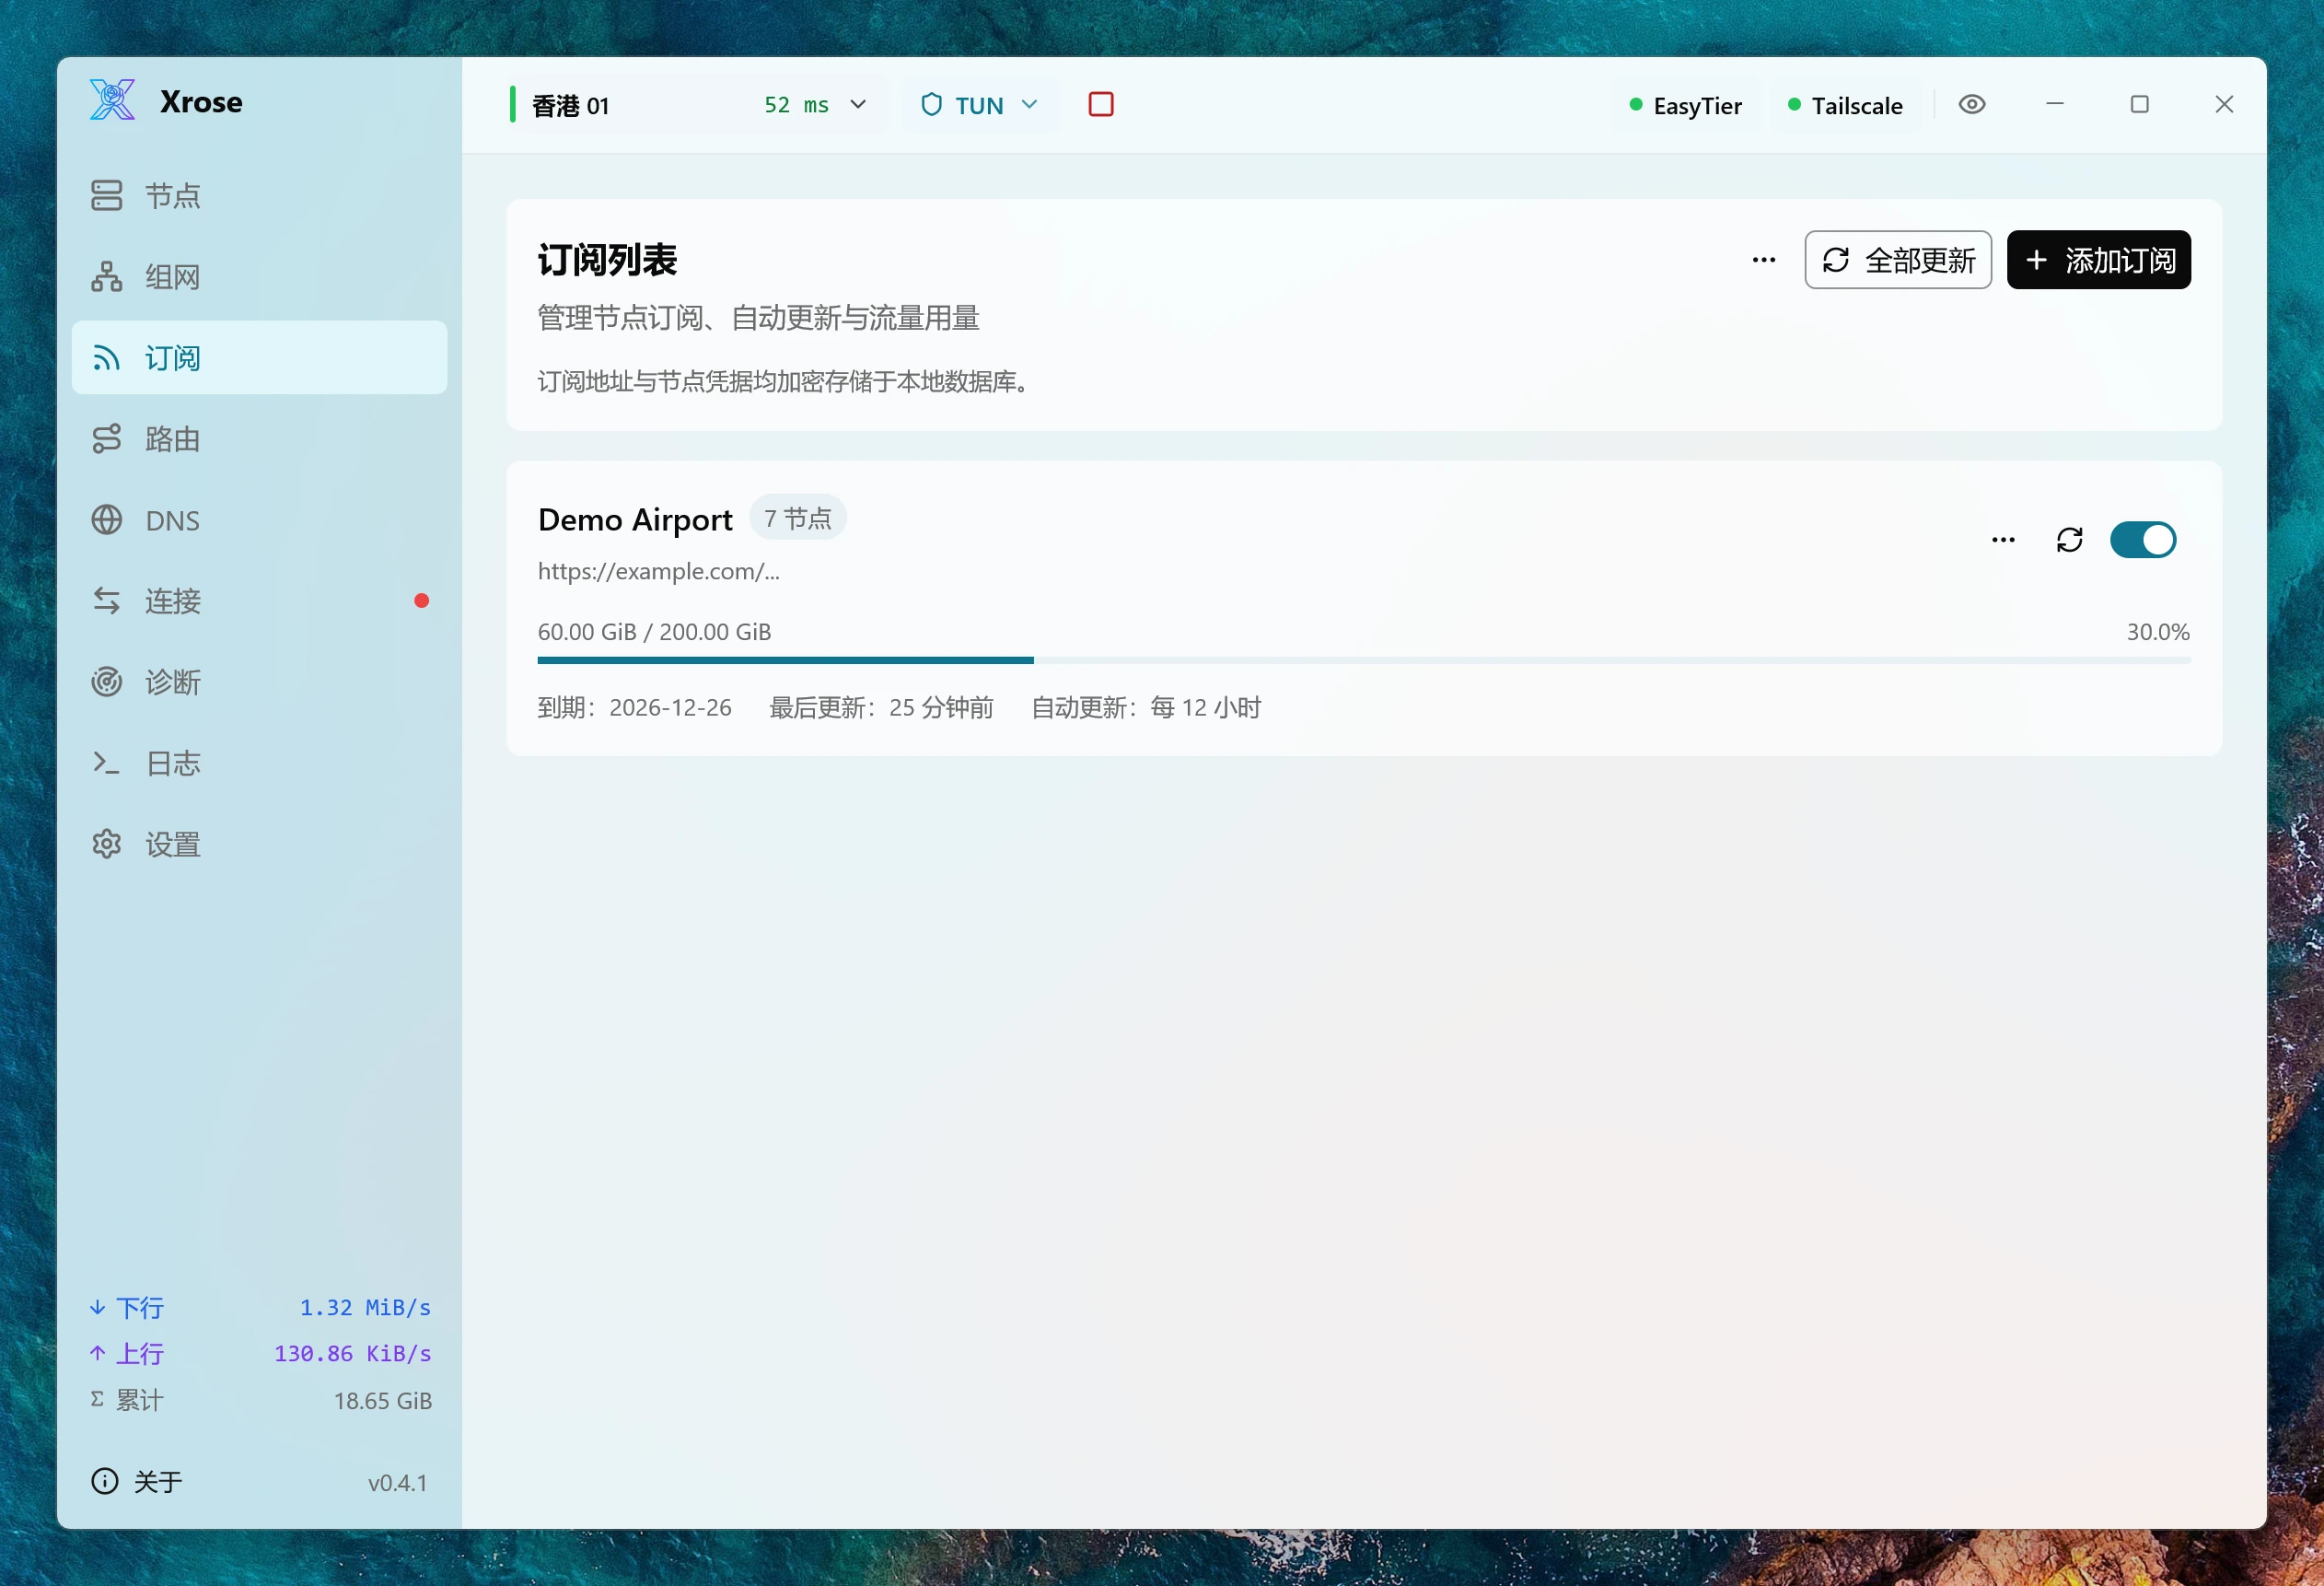 Xrose
节点
组网
订阅
路由
DNS
连接
诊断
日志
设置
下行 1.32 MiB/s
上行 130.86 KiB/s
Σ 累计 18.65 GiB
关于 v0.4.1
香港 01 52 ms TUN EasyTier Tailscale
订阅列表 ... 全部更新 + 添加订阅
管理节点订阅、自动更新与流量用量
订阅地址与节点凭据均加密存储于本地数据库。
Demo Airport 7 节点
https://example.com/...
60.00 GiB / 200.00 GiB 30.0%
到期：2026-12-26 最后更新：25 分钟前 自动更新：每 12 小时